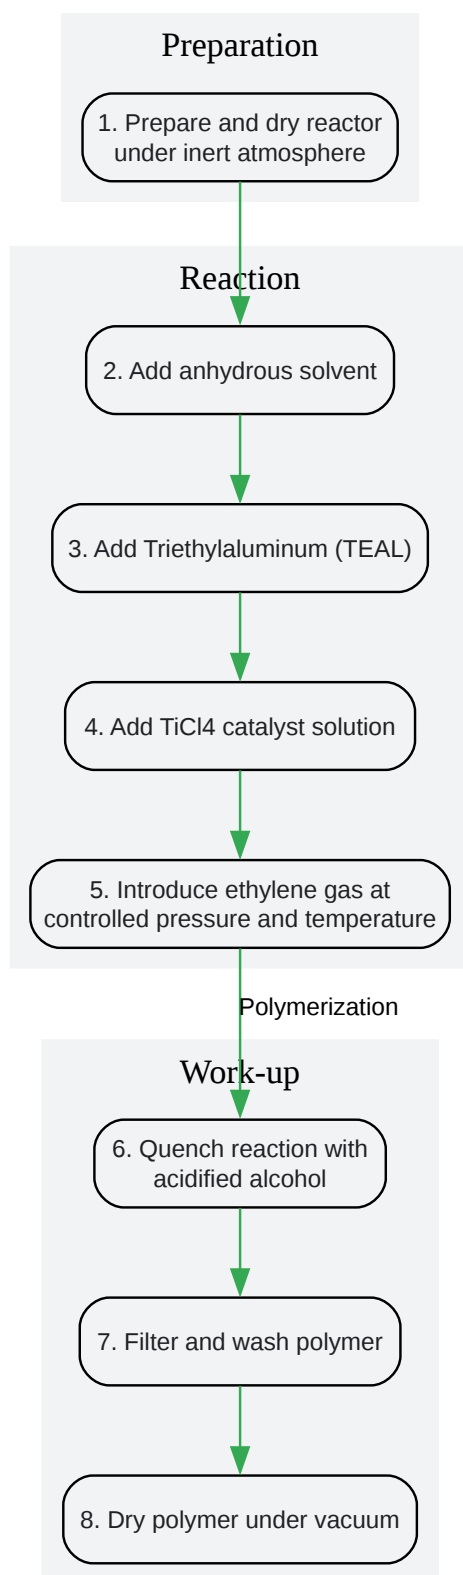 Preparation
1. Prepare and dry reactor
under inert atmosphere
Reaction
2. Add anhydrous solvent
3. Add Triethylaluminum (TEAL)
4. Add TiCl4 catalyst solution
5. Introduce ethylene gas at
controlled pressure and temperature
Polymerization
Work-up
6. Quench reaction with
acidified alcohol
7. Filter and wash polymer
8. Dry polymer under vacuum